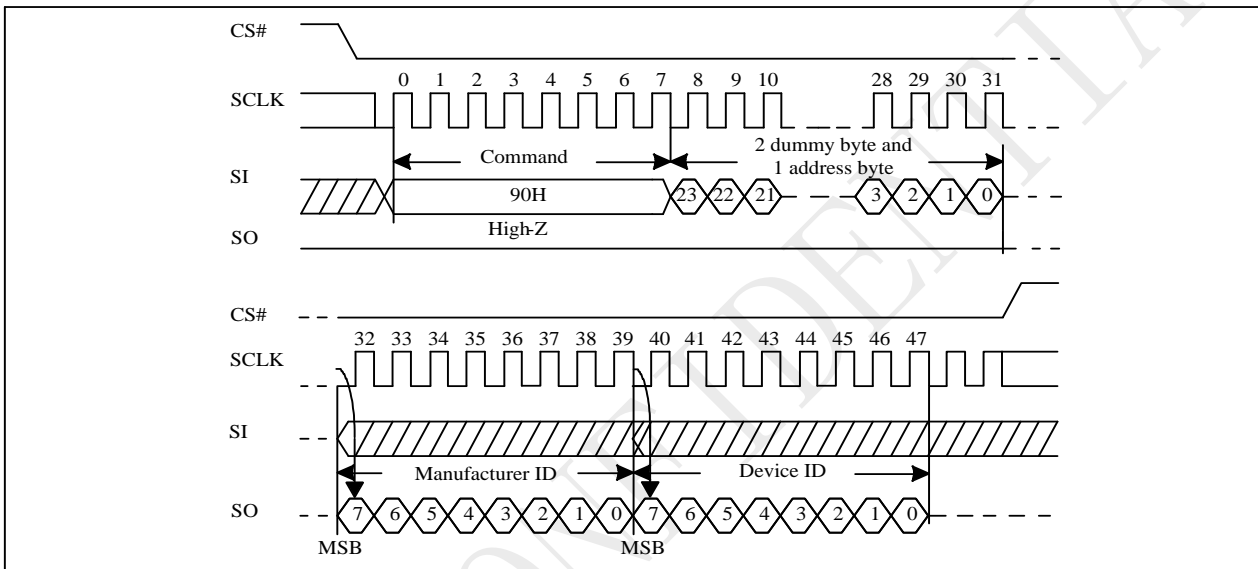 CS#
0 1 2 3 4 5 6 7 8 9 10 28 29 30 31
SCLK
Command
2 dummy byte and
1 address byte
SI
90H
23 22 21 3 2 1 0
High-Z
SO
CS#
32 33 34 35 36 37 38 39 40 41 42 43 44 45 46 47
SCLK
SI
Manufacturer ID
Device ID
SO
7 6 5 4 3 2 1 0 7 6 5 4 3 2 1 0
MSB MSB